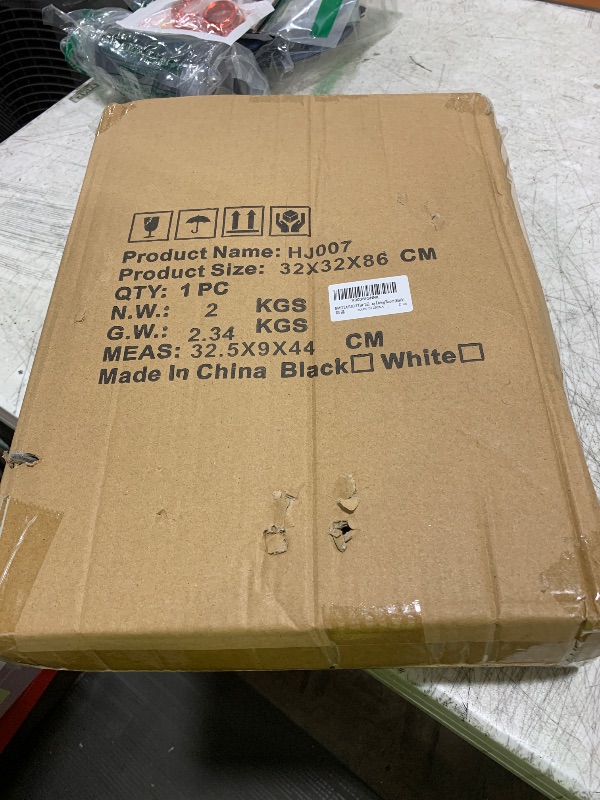 Product Name: HJ007
Product Size: 32X32X86 CM
QTY: 1 PC
N.W.: 2 KGS
G.W.: 2.34 KGS
MEAS: 32.5X9X44 CM
Made In China Black☐ White☐